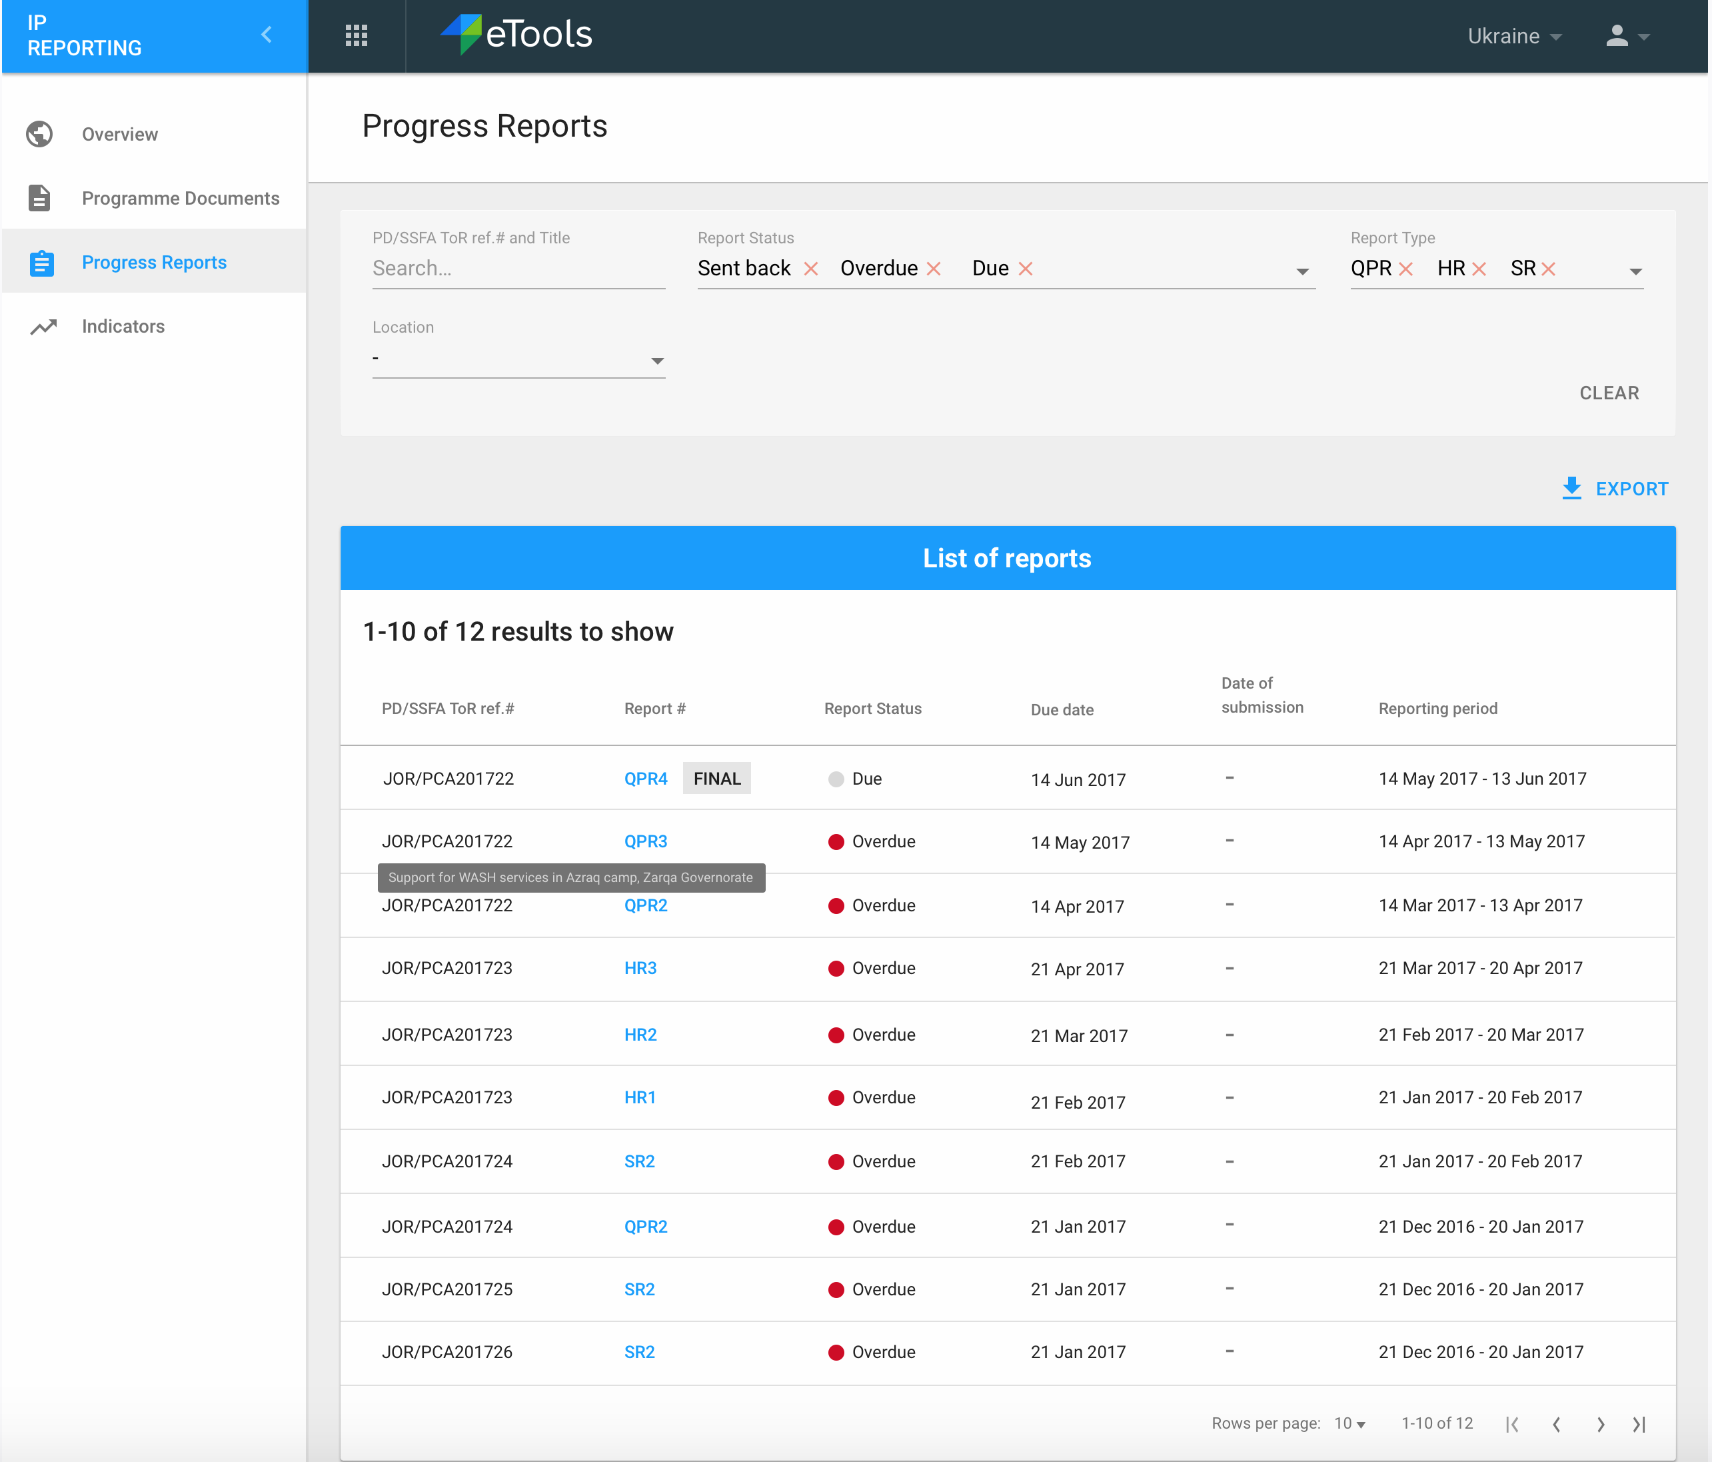 IP
REPORTING
eTools
Ukraine
Overview
Programme Documents
Progress Reports
Indicators
Progress Reports
PD/SSFA ToR ref.# and Title
Search...
Report Status
Sent back Overdue Due
Report Type
QPR HR SR
Location
-
CLEAR
EXPORT
List of reports
1-10 of 12 results to show
PD/SSFA ToR ref.# Report # Report Status Due date Date of submission Reporting period
JOR/PCA201722 QPR4 FINAL Due 14 Jun 2017 – 14 May 2017 - 13 Jun 2017
JOR/PCA201722 QPR3 Overdue 14 May 2017 – 14 Apr 2017 - 13 May 2017
Support for WASH services in Azraq camp, Zarqa Governorate
JOR/PCA201722 QPR2 Overdue 14 Apr 2017 – 14 Mar 2017 - 13 Apr 2017
JOR/PCA201723 HR3 Overdue 21 Apr 2017 – 21 Mar 2017 - 20 Apr 2017
JOR/PCA201723 HR2 Overdue 21 Mar 2017 – 21 Feb 2017 - 20 Mar 2017
JOR/PCA201723 HR1 Overdue 21 Feb 2017 – 21 Jan 2017 - 20 Feb 2017
JOR/PCA201724 SR2 Overdue 21 Feb 2017 – 21 Jan 2017 - 20 Feb 2017
JOR/PCA201724 QPR2 Overdue 21 Jan 2017 – 21 Dec 2016 - 20 Jan 2017
JOR/PCA201725 SR2 Overdue 21 Jan 2017 – 21 Dec 2016 - 20 Jan 2017
JOR/PCA201726 SR2 Overdue 21 Jan 2017 – 21 Dec 2016 - 20 Jan 2017
Rows per page: 10 1-10 of 12